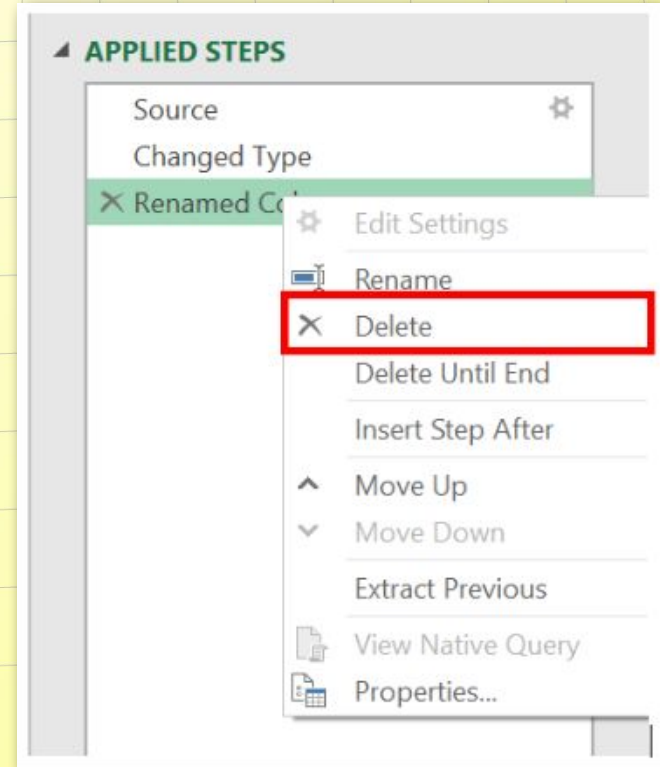 APPLIED STEPS
Source
Changed Type
Renamed Co
Edit Settings
Rename
Delete
Delete Until End
Insert Step After
Move Up
Move Down
Extract Previous
View Native Query
Properties...